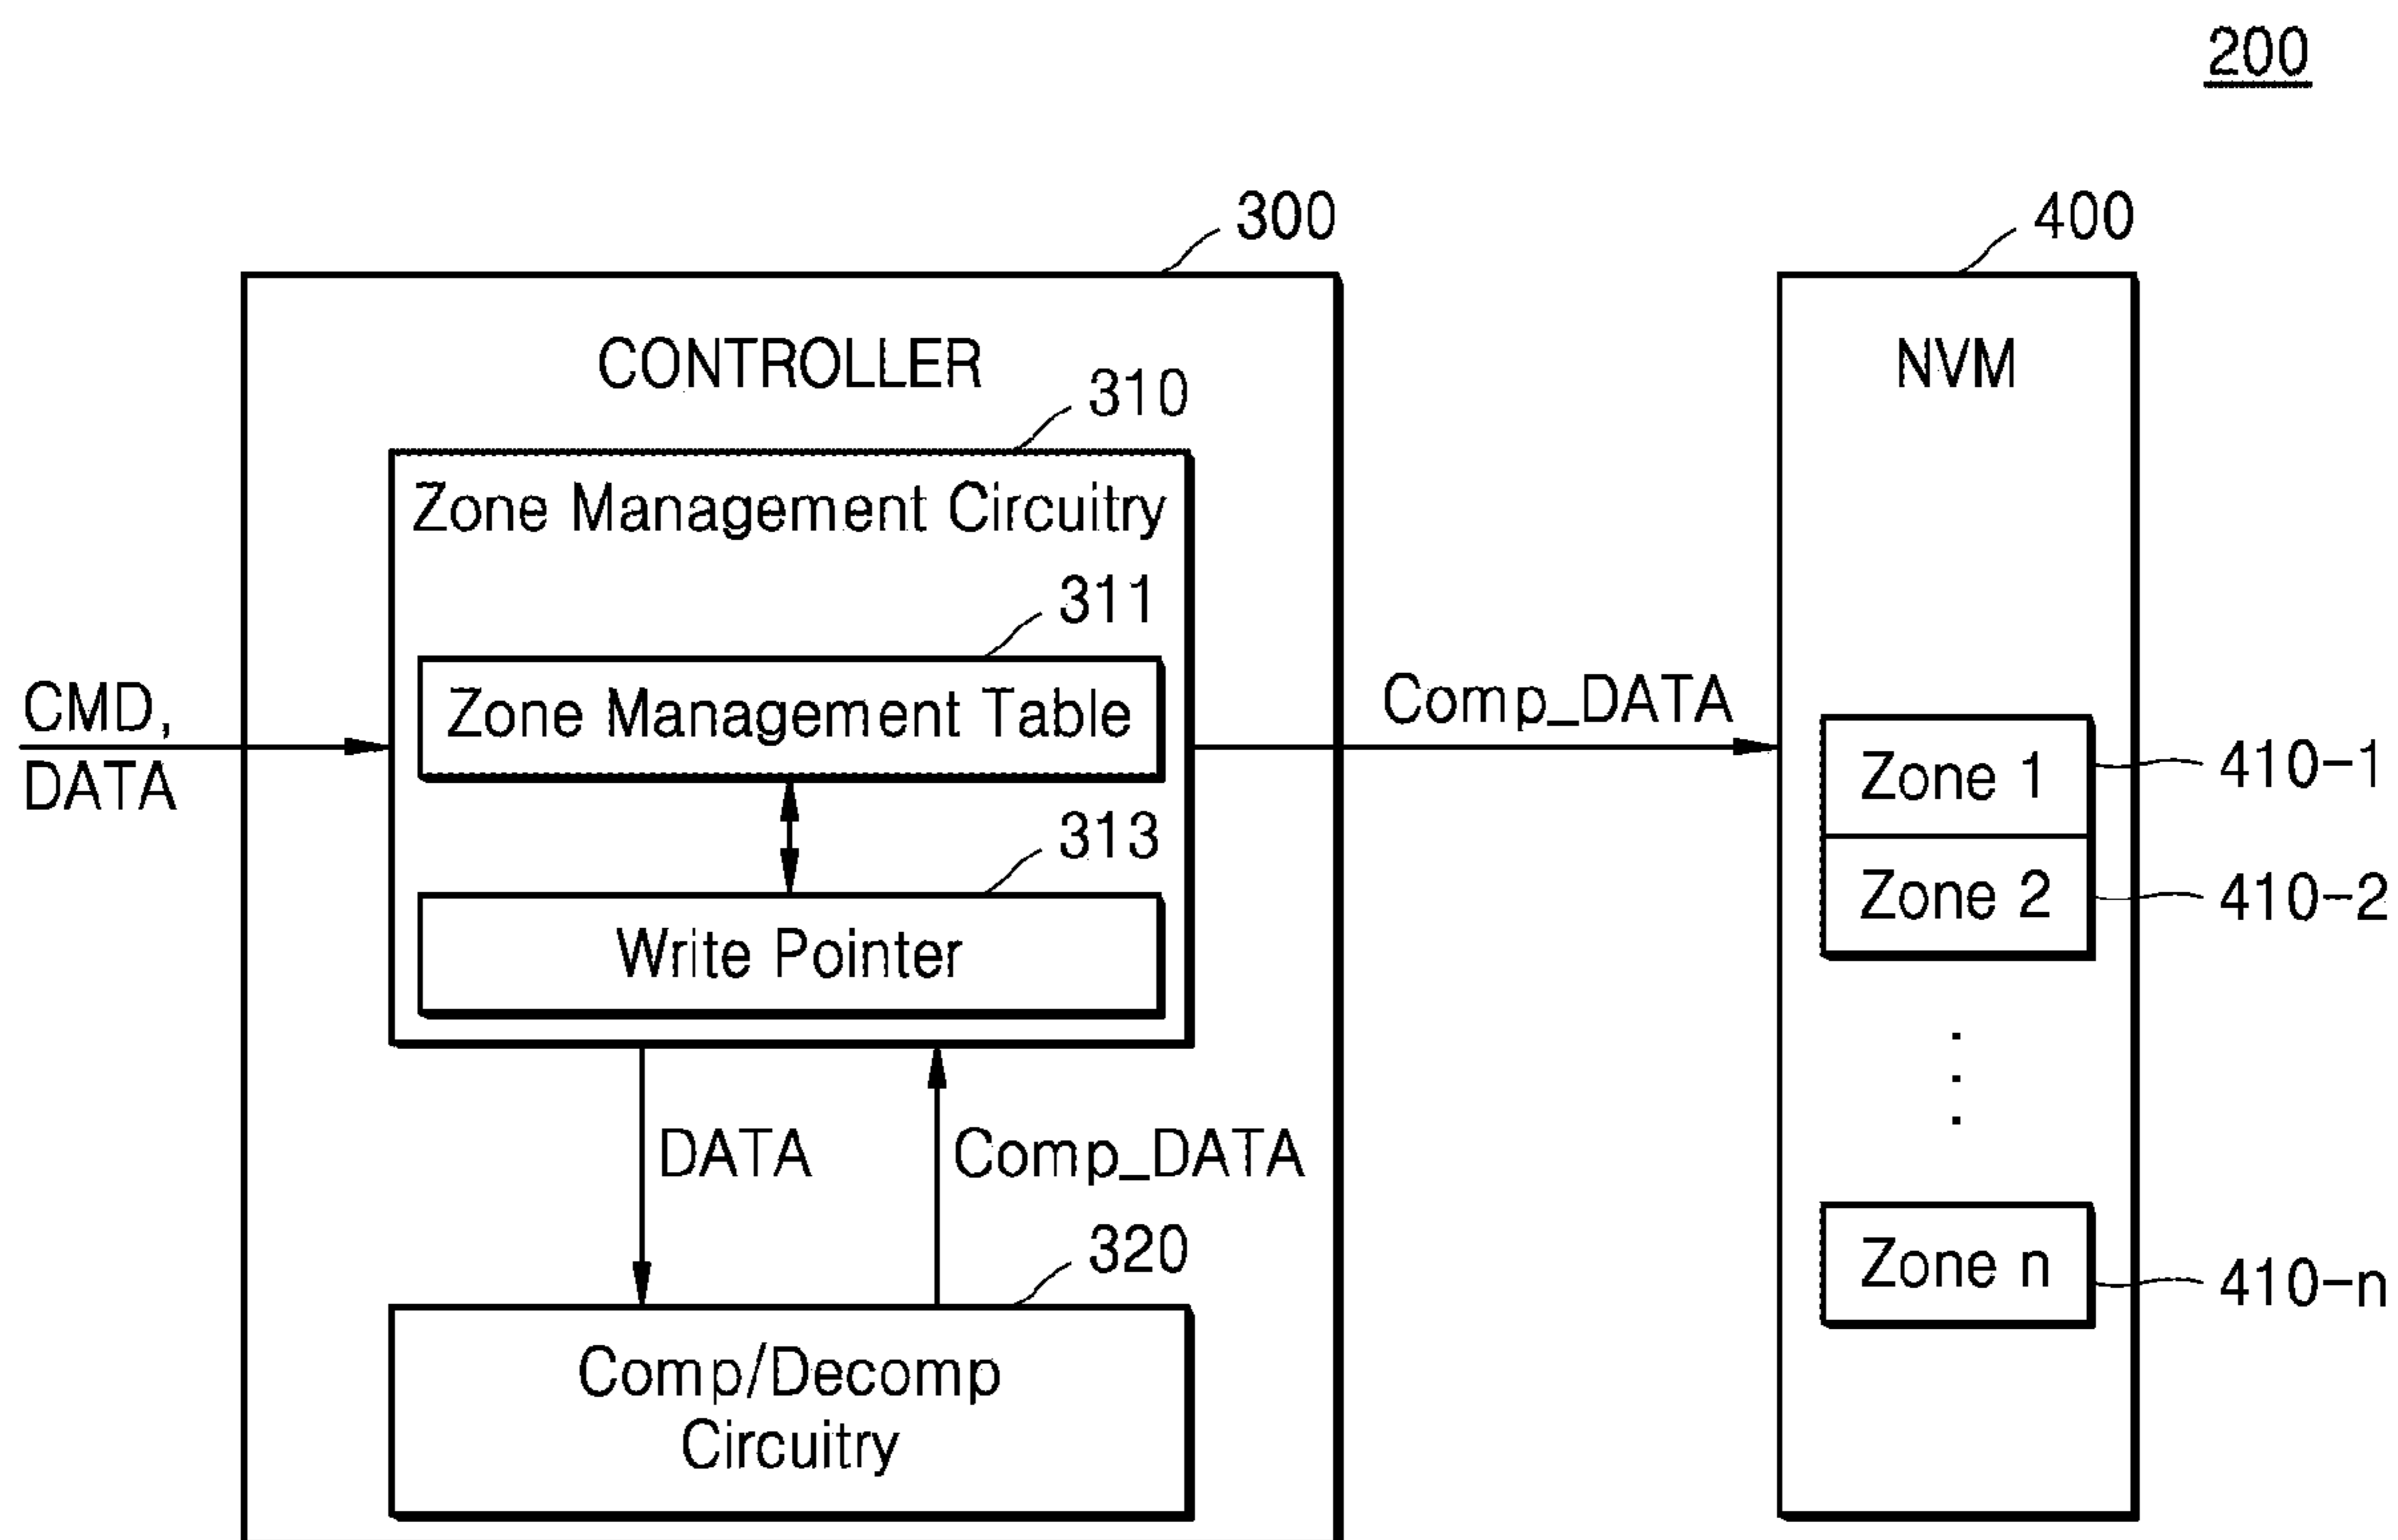 200
300
400
CONTROLLER
NVM
310
Zone Management Circuitry
311
Zone Management Table
CMD,
DATA
Comp_DATA
Zone 1
410-1
313
Write Pointer
Zone 2
410-2
DATA
Comp_DATA
320
Comp/Decomp
Circuitry
Zone n
410-n